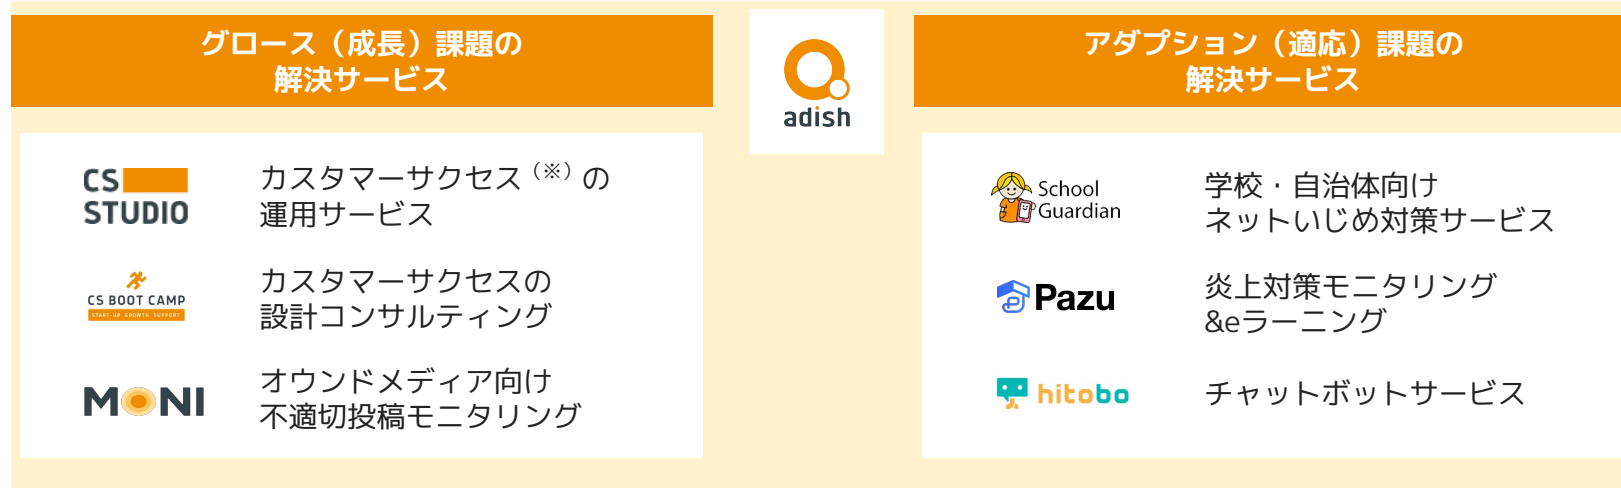 グロース（成長）課題の
解決サービス
CS
STUDIO
カスタマーサクセス（※）の
運用サービス
CS BOOT CAMP
START-UP GROWTH SUPPORT
カスタマーサクセスの
設計コンサルティング
MONI
オウンドメディア向け
不適切投稿モニタリング
adish
アダプション（適応）課題の
解決サービス
School
Guardian
学校・自治体向け
ネットいじめ対策サービス
Pazu
炎上対策モニタリング
&eラーニング
hitobo
チャットボットサービス